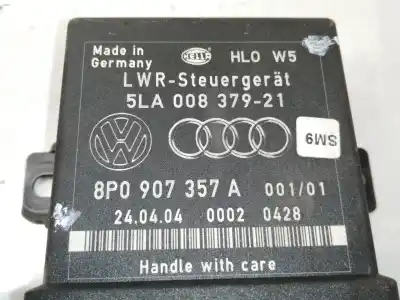 Made in
Germany
HELLA
HLO W5
LWR-Steuergerät
5LA 008 379-21
SM9
8P0 907 357 A 001/01
24.04.04 0002 0428
Handle with care